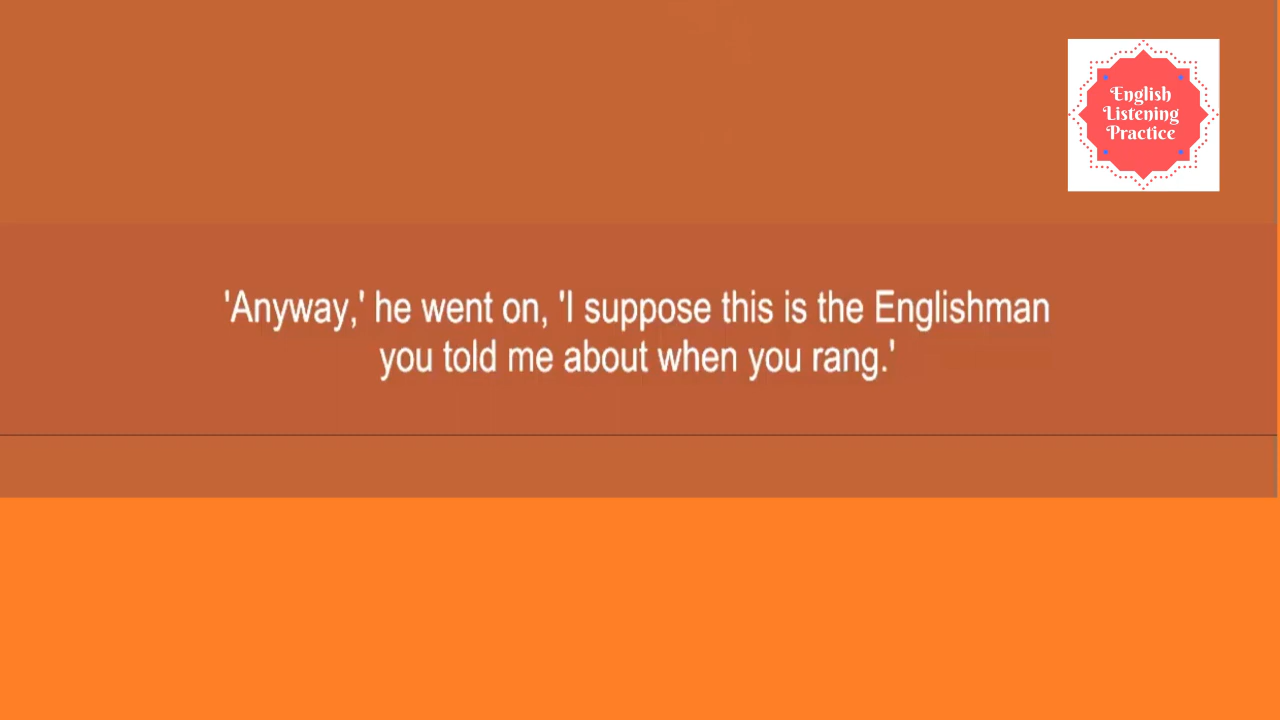 English
Listening
Practice
'Anyway,' he went on, 'I suppose this is the Englishman
you told me about when you rang.'